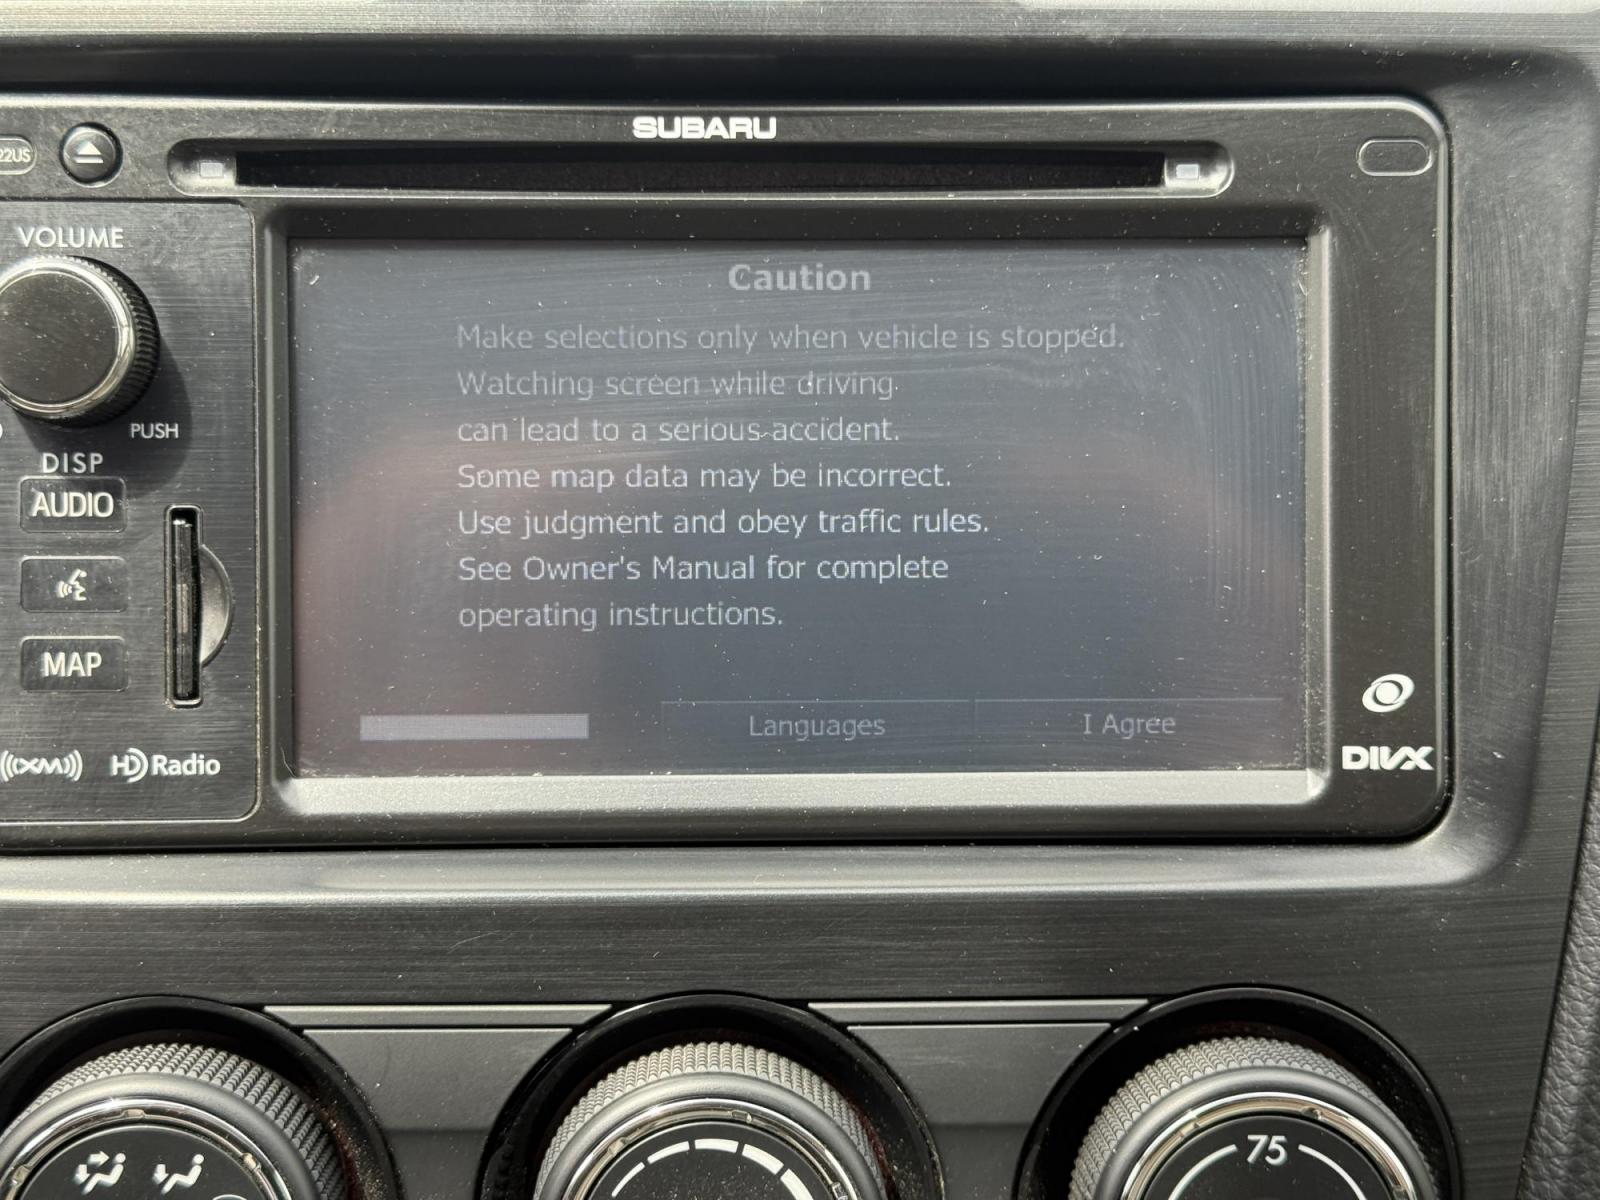 SUBARU
22US
VOLUME
PUSH
DISP
AUDIO
MAP
((XM))
HD Radio
Caution
Make selections only when vehicle is stopped.
Watching screen while driving
can lead to a serious accident.
Some map data may be incorrect.
Use judgment and obey traffic rules.
See Owner's Manual for complete
operating instructions.
Languages
I Agree
DIVX
75